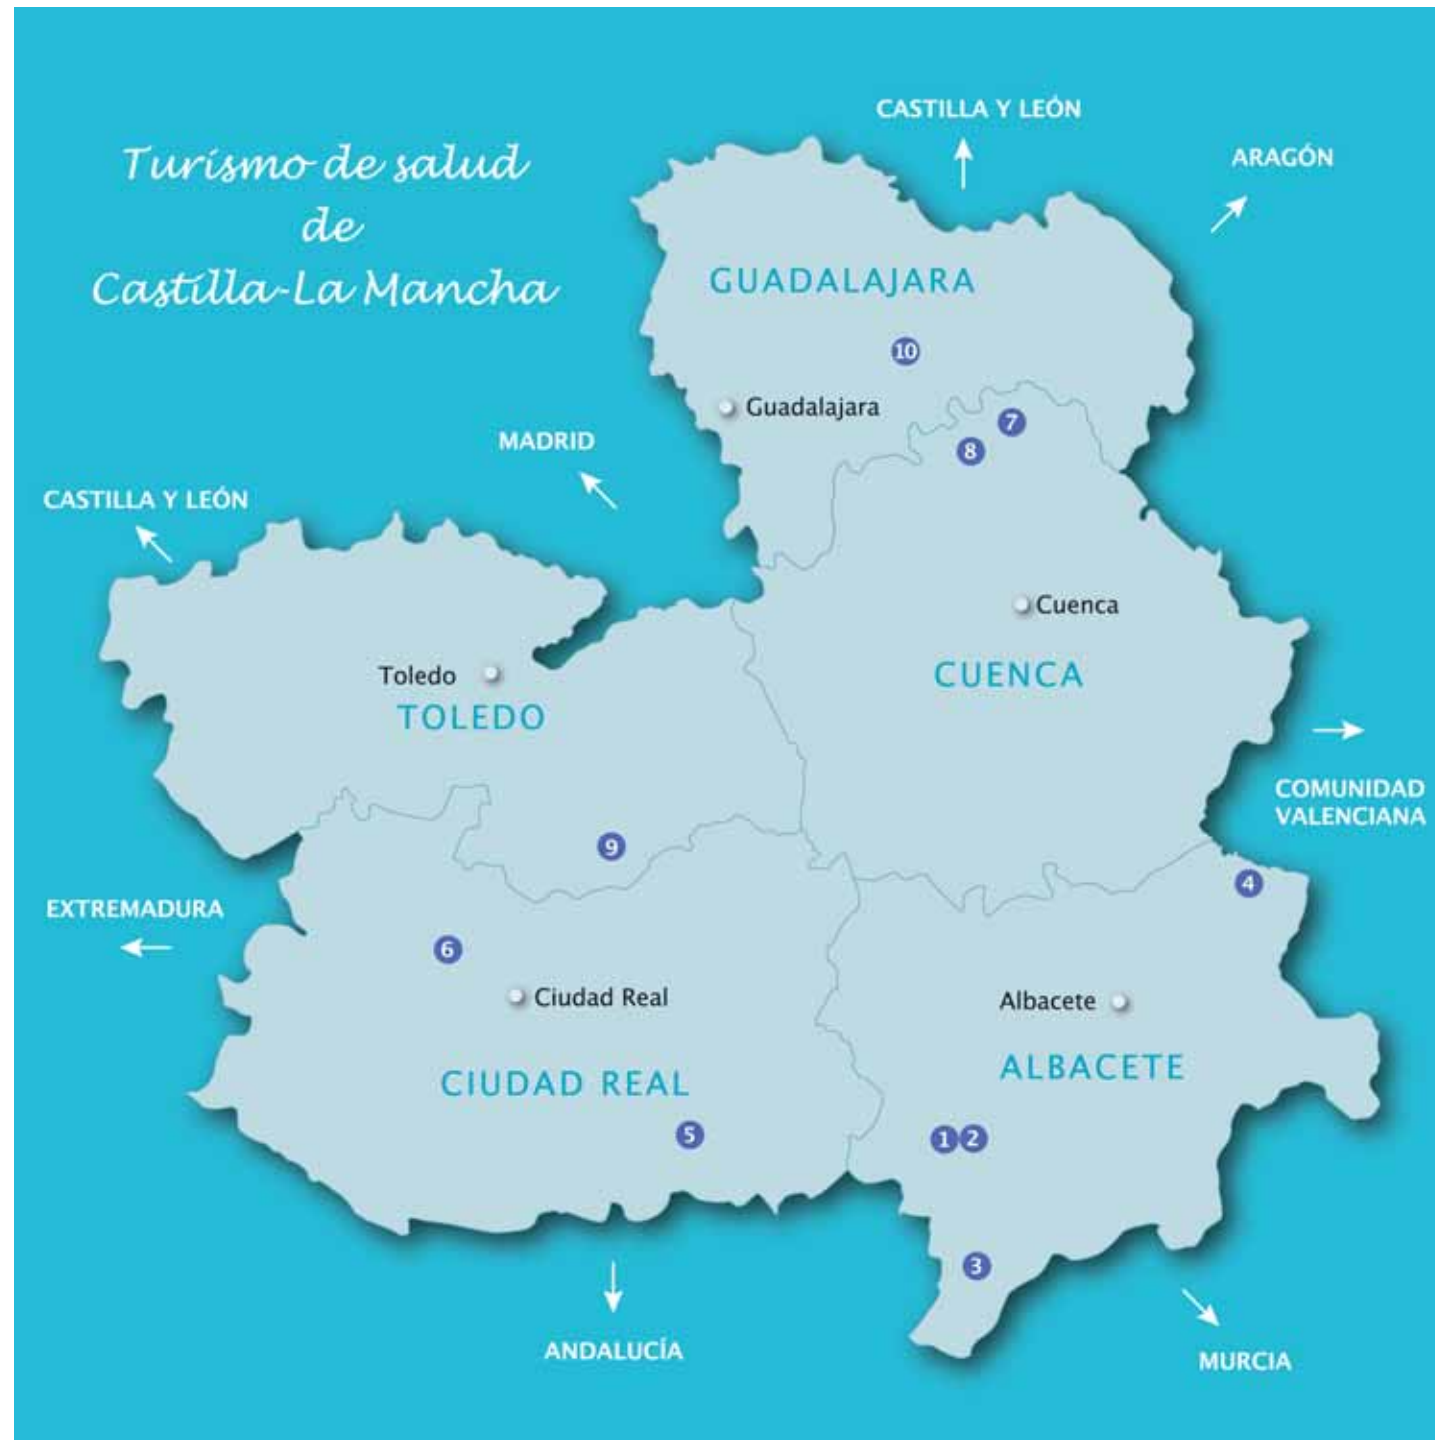 CASTILLA Y LEÓN
ARAGÓN
Turismo de salud
de
Castilla-La Mancha
GUADALAJARA
10
Guadalajara
7
MADRID
8
CASTILLA Y LEÓN
Cuenca
Toledo
CUENCA
TOLEDO
COMUNIDAD
VALENCIANA
9
4
EXTREMADURA
6
Ciudad Real
Albacete
ALBACETE
CIUDAD REAL
5
1
2
3
ANDALUCÍA
MURCIA